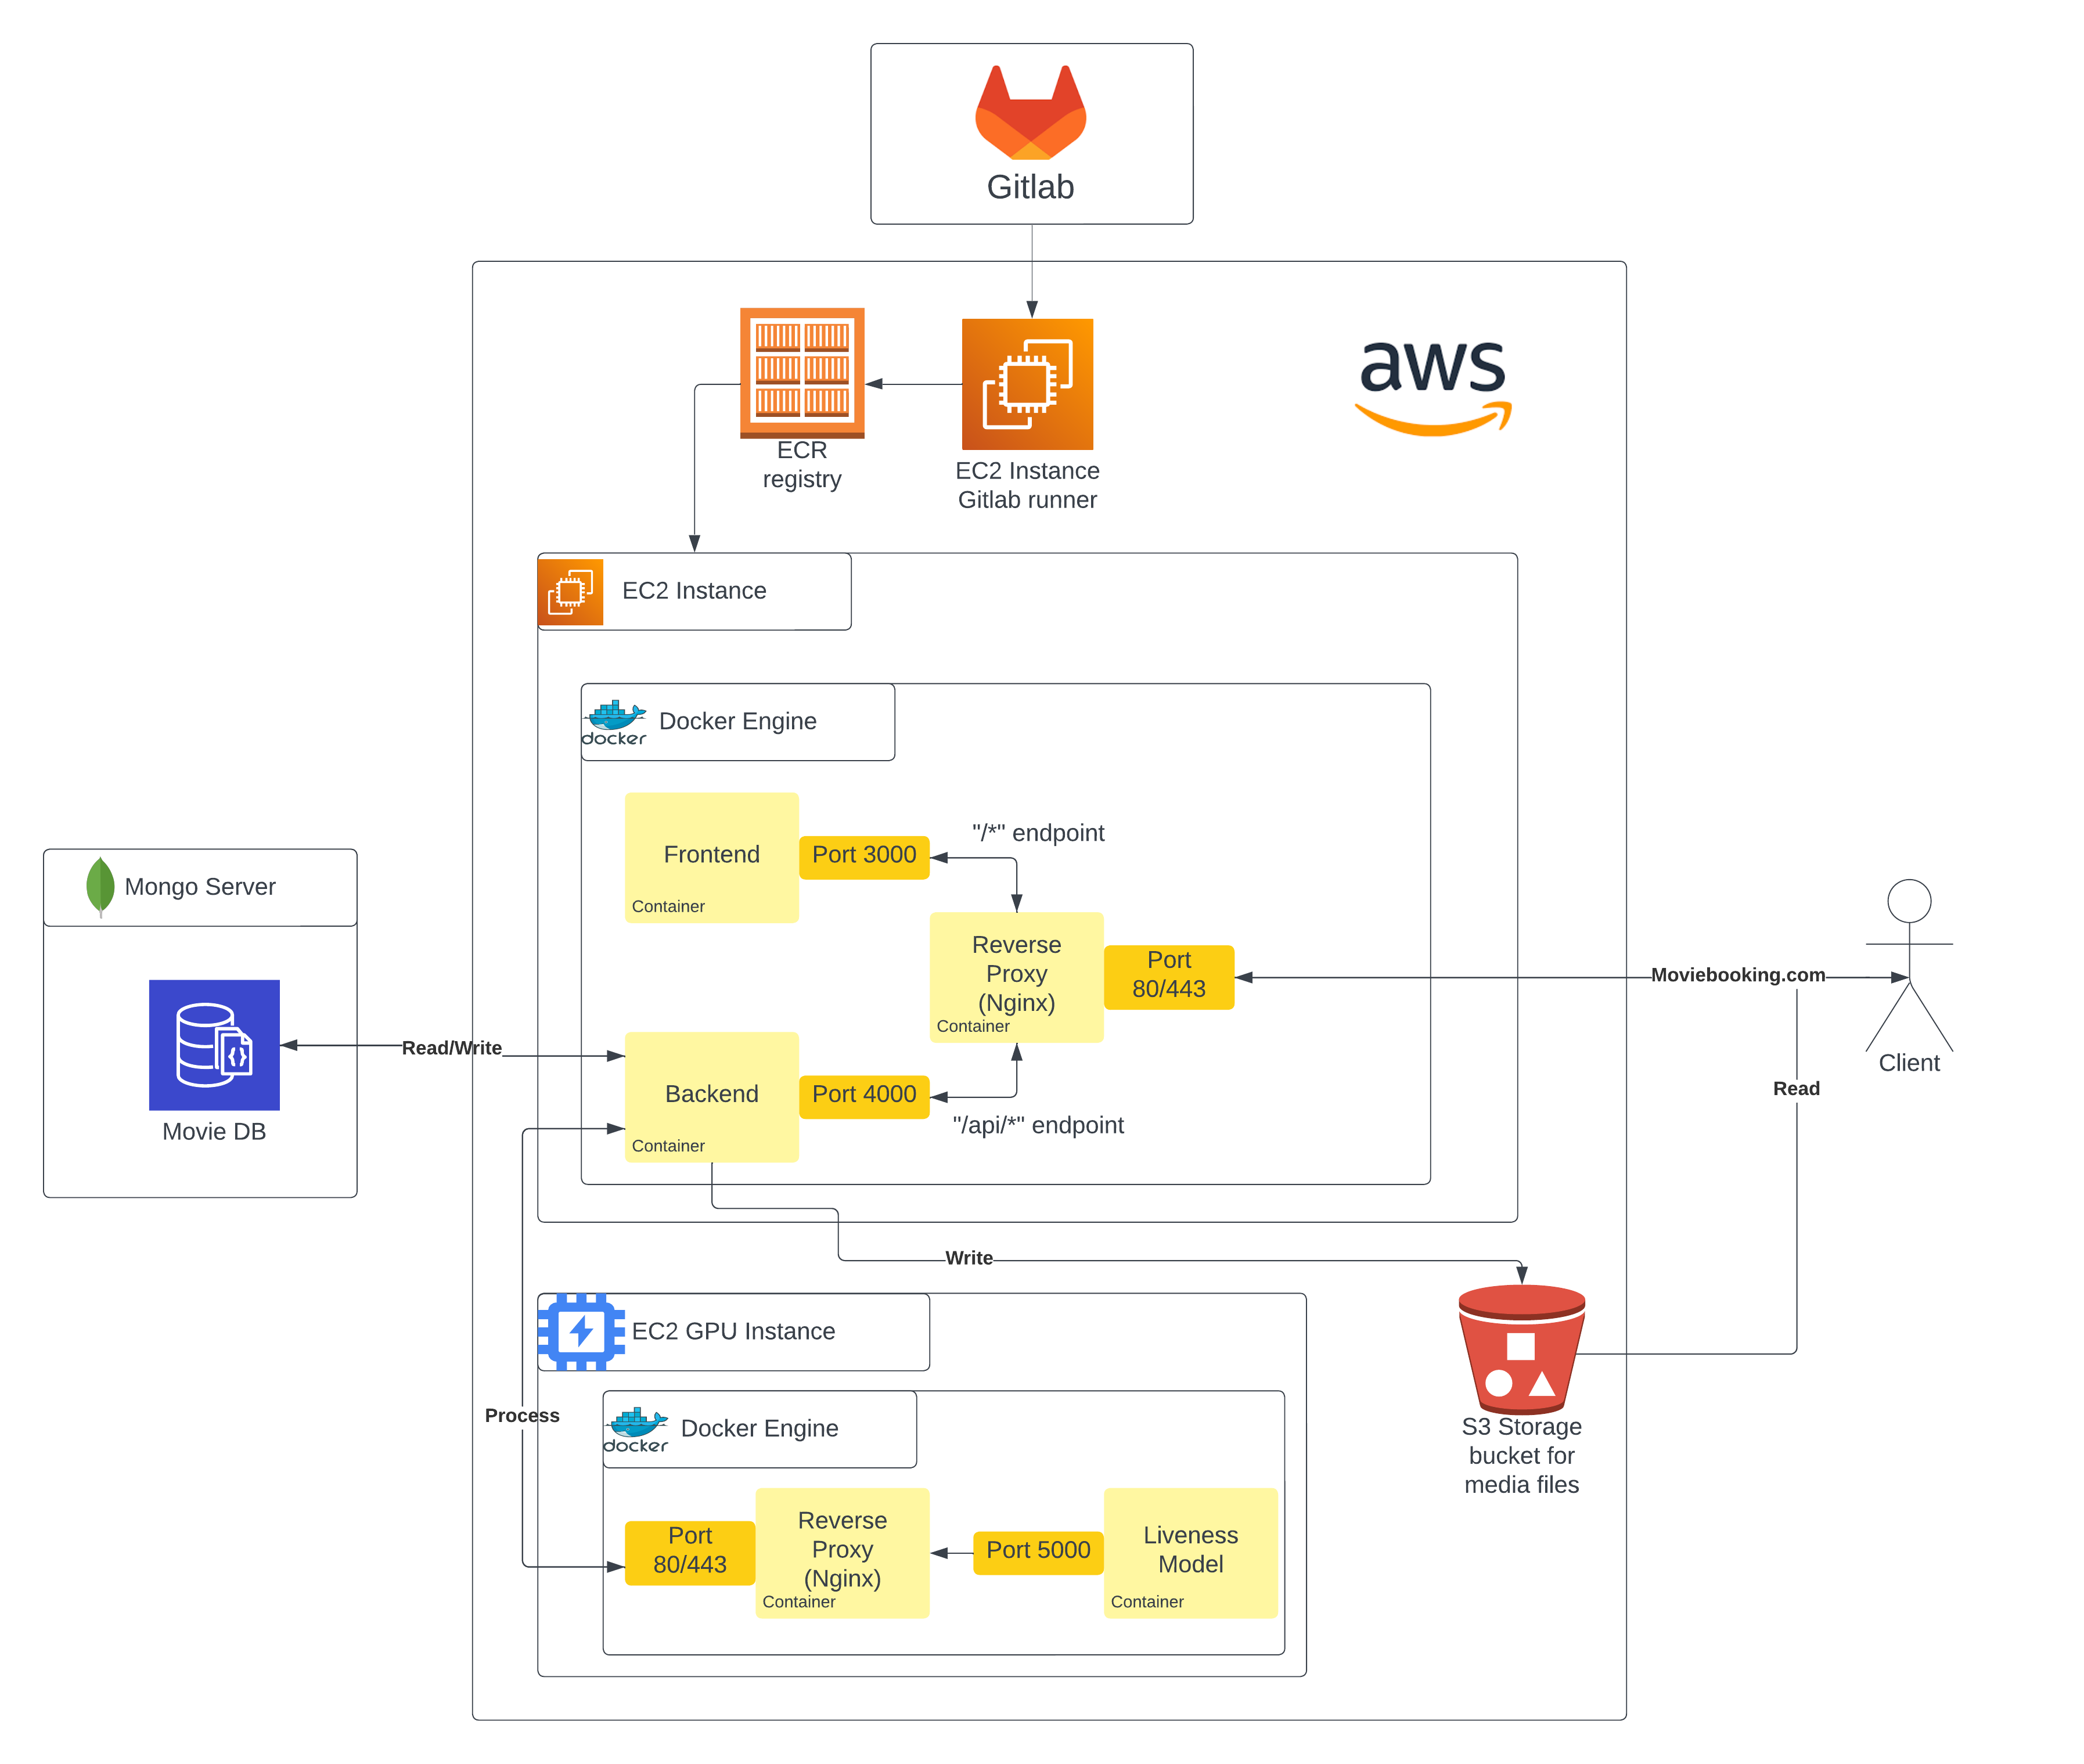 Gitlab
aws
ECR
registry
EC2 Instance
Gitlab runner
EC2 Instance
docker
Docker Engine
Frontend
Container
Port 3000
"/*" endpoint
Reverse
Proxy
(Nginx)
Container
Port
80/443
Moviebooking.com
Client
Read
Mongo Server
Movie DB
Read/Write
Backend
Container
Port 4000
"/api/*" endpoint
Write
EC2 GPU Instance
Process
docker
Docker Engine
Port
80/443
Reverse
Proxy
(Nginx)
Container
Port 5000
Liveness
Model
Container
S3 Storage
bucket for
media files